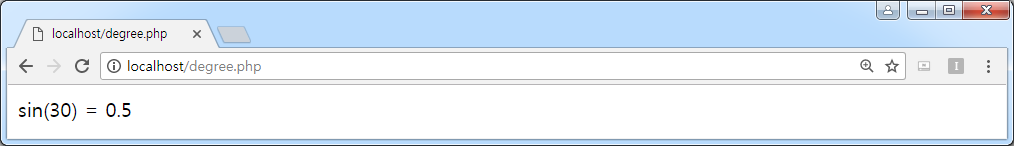 localhost/degree.php
localhost/degree.php
I
sin(30) = 0.5